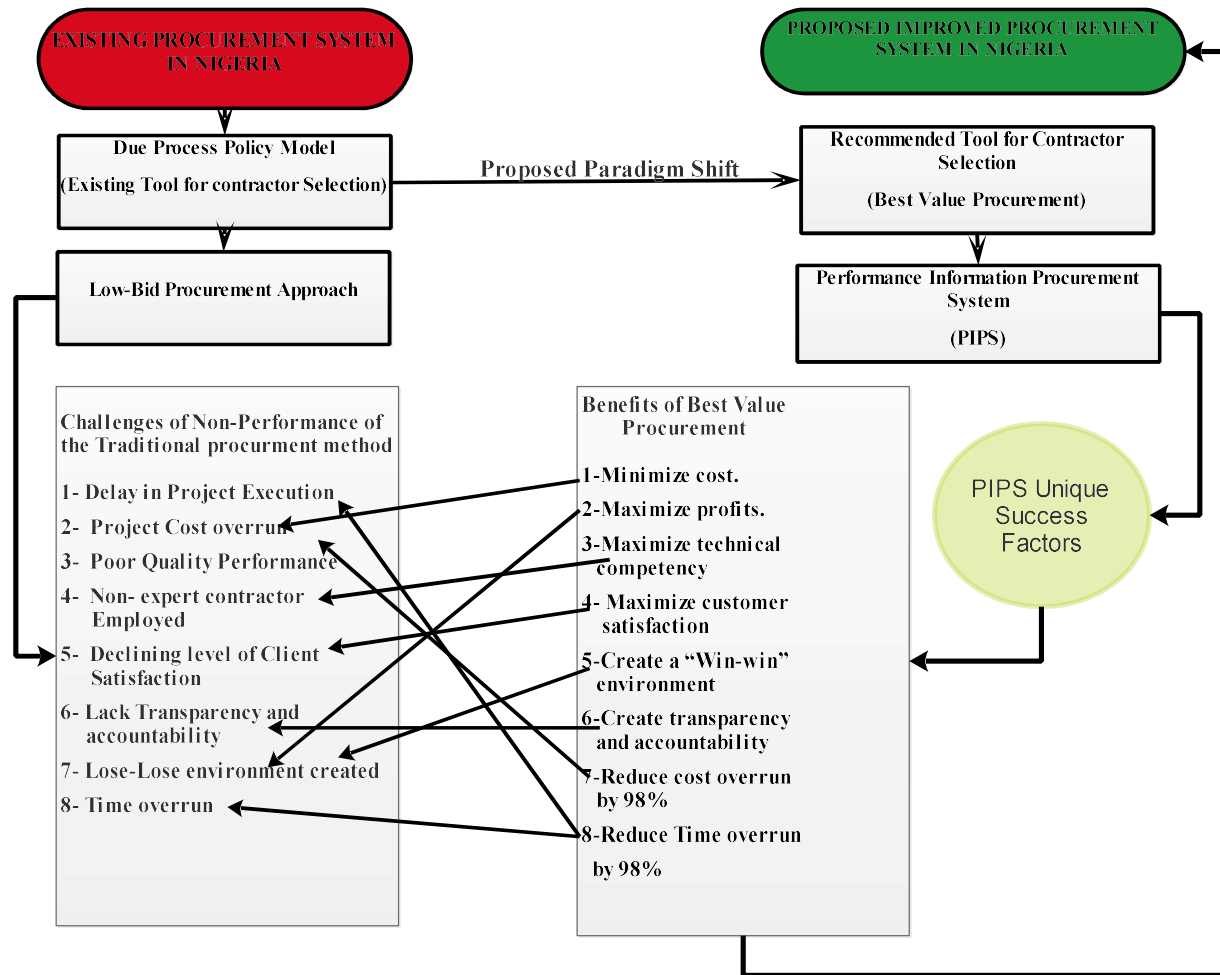 EXISTING PROCUREMENT SYSTEM
IN NIGERIA
PROPOSED IMPROVED PROCUREMENT
SYSTEM IN NIGERIA
Due Process Policy Model
(Existing Tool for contractor Selection)
Proposed Paradigm Shift
Recommended Tool for Contractor
Selection
(Best Value Procurement)
Low-Bid Procurement Approach
Performance Information Procurement
System
(PIPS)
Challenges of Non-Performance of
the Traditional procurment method
1- Delay in Project Execution
2- Project Cost overrun
3- Poor Quality Performance
4- Non- expert contractor
Employed
5- Declining level of Client
Satisfaction
6- Lack Transparency and
accountability
7- Lose-Lose environment created
8- Time overrun
Benefits of Best Value
Procurement
1-Minimize cost.
2-Maximize profits.
3-Maximize technical
competency
4- Maximize customer
satisfaction
5-Create a “Win-win”
environment
6-Create transparency
and accountability
7-Reduce cost overrun
by 98%
8-Reduce Time overrun
by 98%
PIPS Unique
Success
Factors